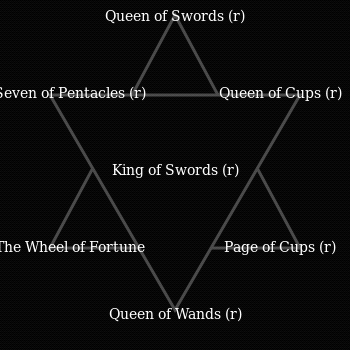 Queen of Swords (r)
Seven of Pentacles (r)
Queen of Cups (r)
King of Swords (r)
The Wheel of Fortune
Page of Cups (r)
Queen of Wands (r)